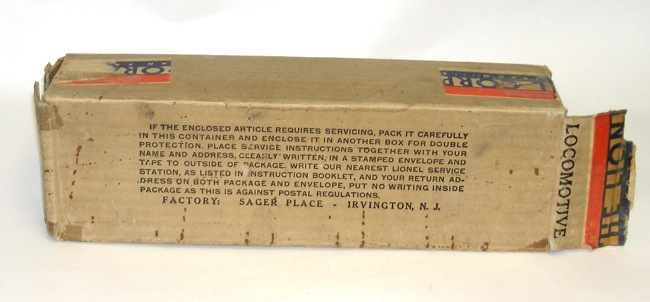 CORP
CORP
IF THE ENCLOSED ARTICLE REQUIRES SERVICING, PACK IT CAREFULLY
IN THIS CONTAINER AND ENCLOSE IT IN ANOTHER BOX FOR DOUBLE
PROTECTION. PLACE SERVICE INSTRUCTIONS TOGETHER WITH YOUR
NAME AND ADDRESS, CLEARLY WRITTEN, IN A STAMPED ENVELOPE AND
TAPE TO OUTSIDE OF PACKAGE. WRITE OUR NEAREST LIONEL SERVICE
STATION, AS LISTED IN INSTRUCTION BOOKLET, AND YOUR RETURN AD-
DRESS ON BOTH PACKAGE AND ENVELOPE, PUT NO WRITING INSIDE
PACKAGE AS THIS IS AGAINST POSTAL REGULATIONS.
FACTORY: SAGER PLACE - IRVINGTON, N. J.
LOCOMOTIVE